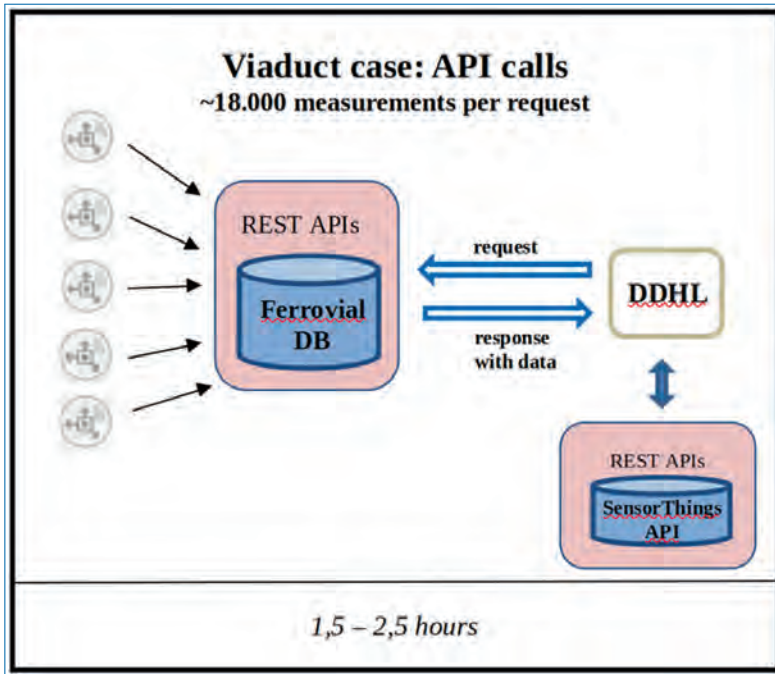 Viaduct case: API calls
~18.000 measurements per request
REST APIs
Ferrovial
DB
request
response
with data
DDHL
REST APIs
SensorThings
API
1,5 – 2,5 hours